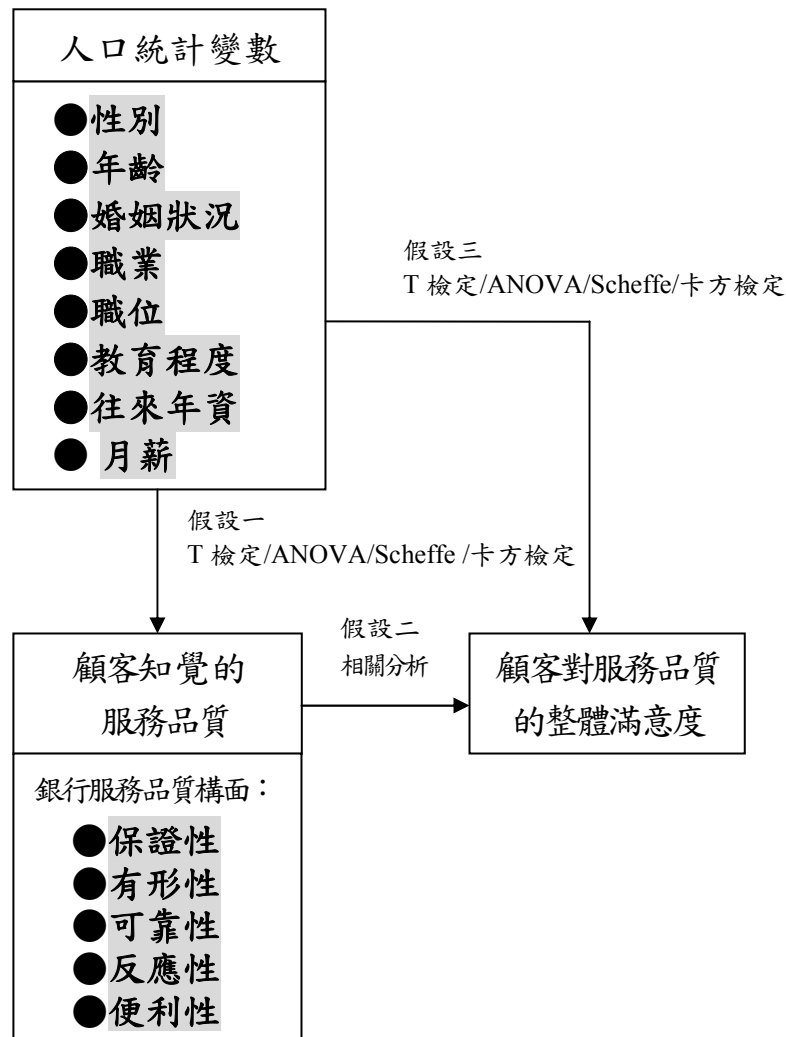 人口統計變數
●性別
●年齡
●婚姻狀況
●職業
●職位
●教育程度
●往來年資
● 月薪
假設三
T 檢定/ANOVA/Scheffe/卡方檢定
假設一
T 檢定/ANOVA/Scheffe /卡方檢定
假設二
相關分析
顧客知覺的
服務品質
銀行服務品質構面：
●保證性
●有形性
●可靠性
●反應性
●便利性
顧客對服務品質
的整體滿意度